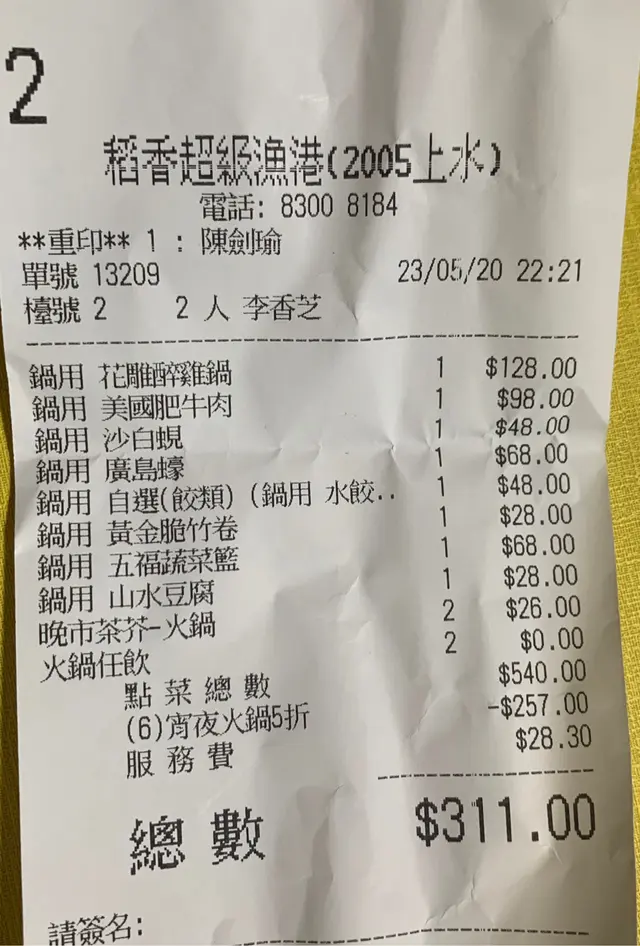 2
稻香超級漁港(2005上水)
電話: 8300 8184
**重印** 1 : 陳劍瑜
單號 13209 23/05/20 22:21
檯號 2 2 人 李香芝
鍋用 花雕醉雞鍋 1 $128.00
鍋用 美國肥牛肉 1 $98.00
鍋用 沙白蜆 1 $48.00
鍋用 廣島蠔 1 $68.00
鍋用 自選(餃類) (鍋用 水餃.. 1 $48.00
鍋用 黃金脆竹卷 1 $28.00
鍋用 五福蔬菜籃 1 $68.00
鍋用 山水豆腐 1 $28.00
晚市茶芥-火鍋 2 $26.00
火鍋任飲 2 $0.00
點菜總數 $540.00
(6)宵夜火鍋5折 -$257.00
服務費 $28.30
總數 $311.00
請簽名: